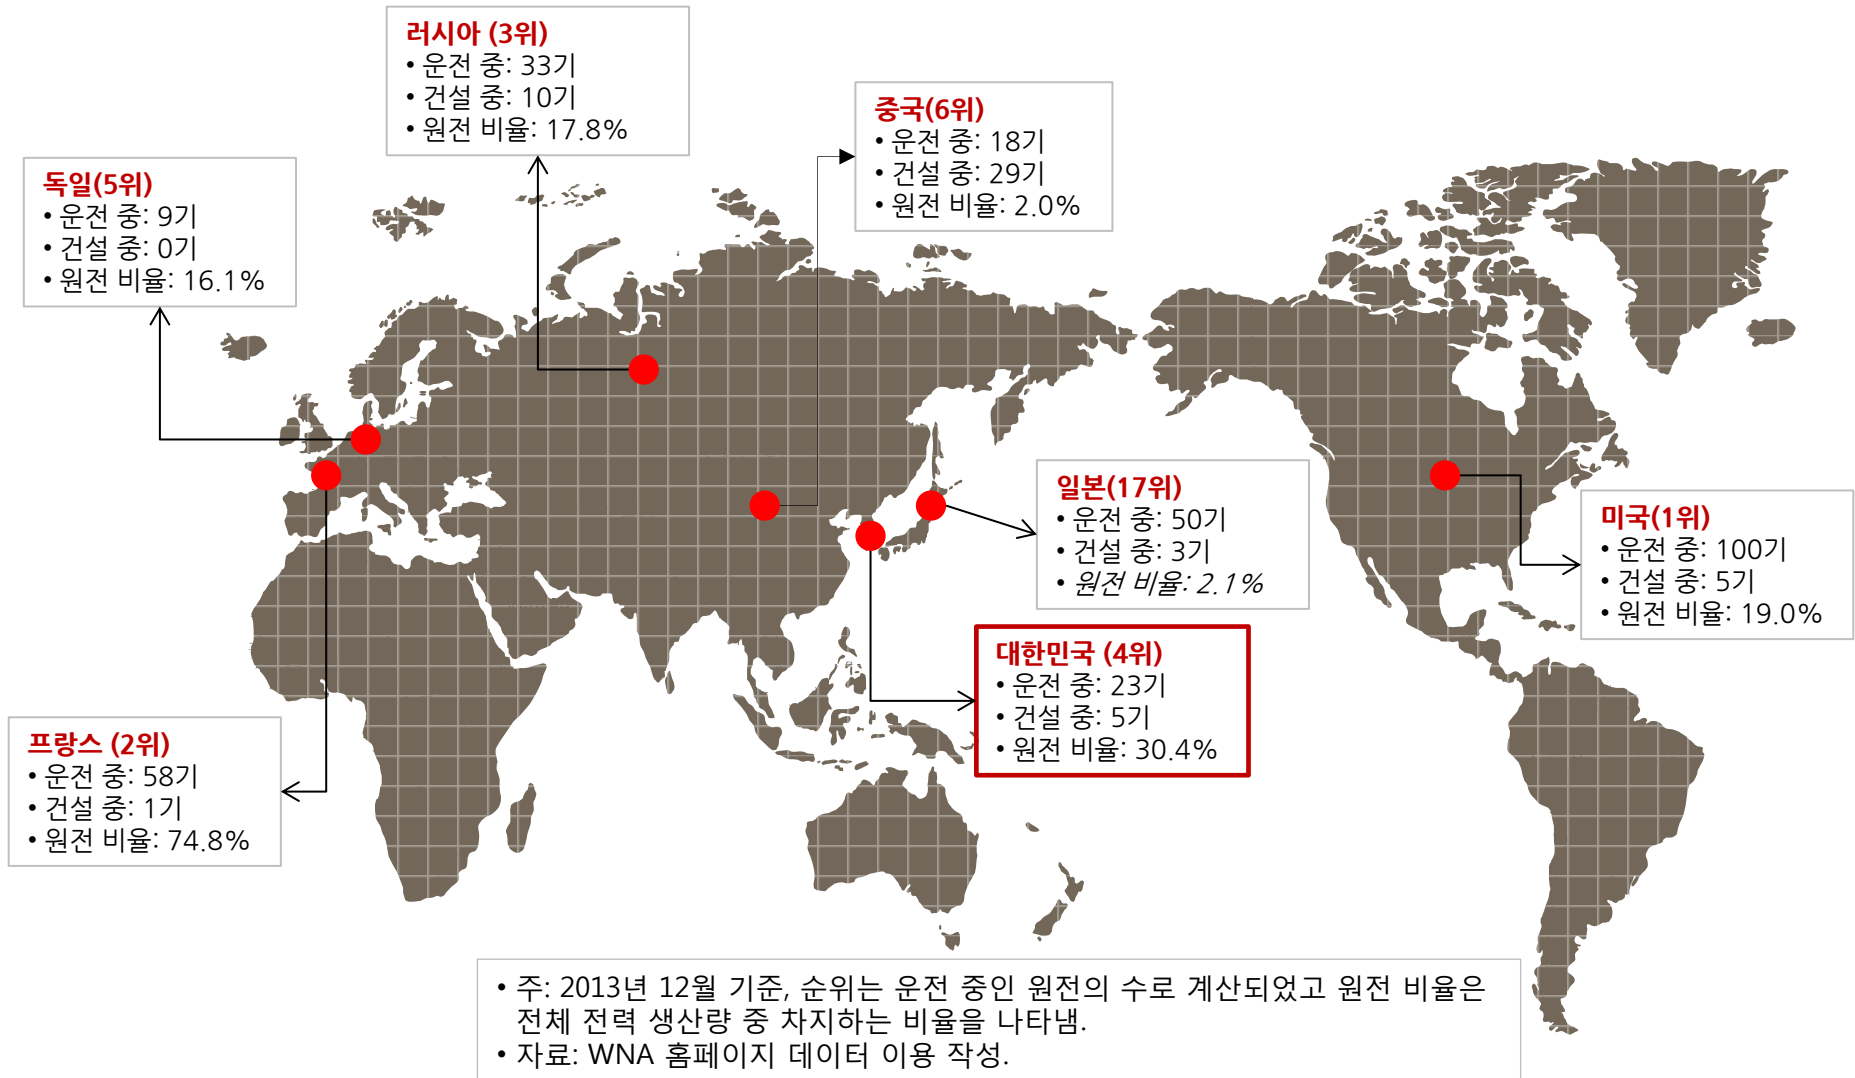 러시아 (3위)
• 운전 중: 33기
• 건설 중: 10기
• 원전 비율: 17.8%
중국(6위)
• 운전 중: 18기
• 건설 중: 29기
• 원전 비율: 2.0%
독일(5위)
• 운전 중: 9기
• 건설 중: 0기
• 원전 비율: 16.1%
일본(17위)
• 운전 중: 50기
• 건설 중: 3기
• 원전 비율: 2.1%
미국(1위)
• 운전 중: 100기
• 건설 중: 5기
• 원전 비율: 19.0%
대한민국 (4위)
• 운전 중: 23기
• 건설 중: 5기
• 원전 비율: 30.4%
프랑스 (2위)
• 운전 중: 58기
• 건설 중: 1기
• 원전 비율: 74.8%
• 주: 2013년 12월 기준, 순위는 운전 중인 원전의 수로 계산되었고 원전 비율은
전체 전력 생산량 중 차지하는 비율을 나타냄.
• 자료: WNA 홈페이지 데이터 이용 작성.